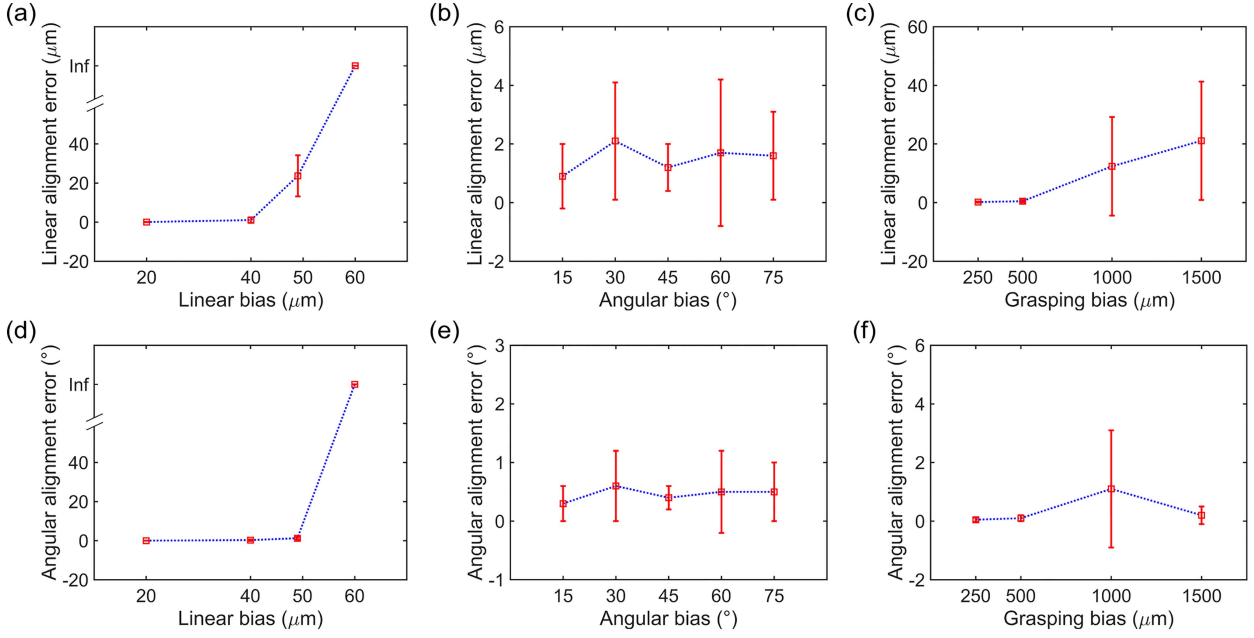 (a)
Linear alignment error (μm)
Inf
40
20
0
-20
20
40
50
60
Linear bias (μm)
(b)
Linear alignment error (μm)
6
4
2
0
-2
15
30
45
60
75
Angular bias (°)
(c)
Linear alignment error (μm)
60
40
20
0
-20
250
500
1000
1500
Grasping bias (μm)
(d)
Angular alignment error (°)
Inf
40
20
0
-20
20
40
50
60
Linear bias (μm)
(e)
Angular alignment error (°)
3
2
1
0
-1
15
30
45
60
75
Angular bias (°)
(f)
Angular alignment error (°)
6
4
2
0
-2
250
500
1000
1500
Grasping bias (μm)